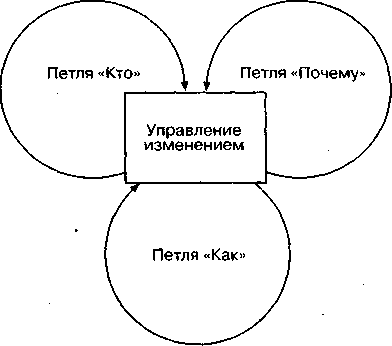 Петля «Кто»
Петля «Почему»
Управление
изменением
Петля «Как»